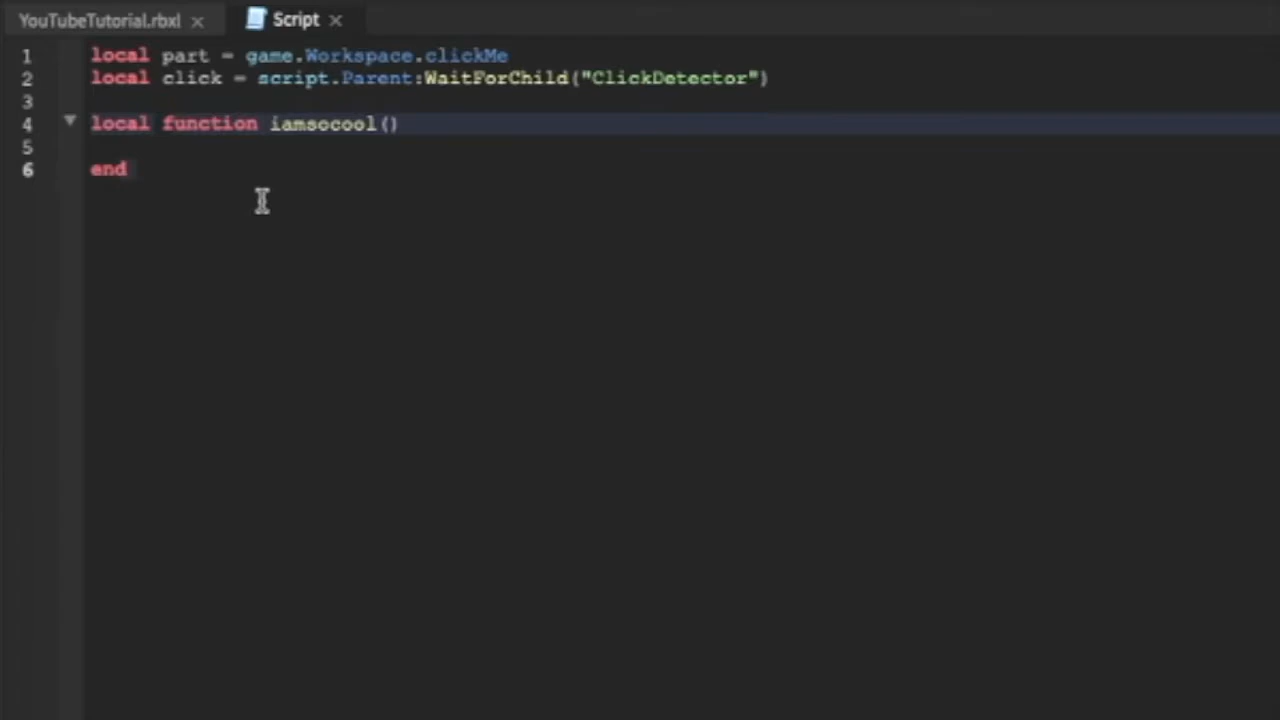 YouTubeTutorial.rbxl × Script ×
1 local part = game.Workspace.clickMe
2 local click = script.Parent:WaitForChild("ClickDetector")
3
4 local function iamsocool()
5
6 end